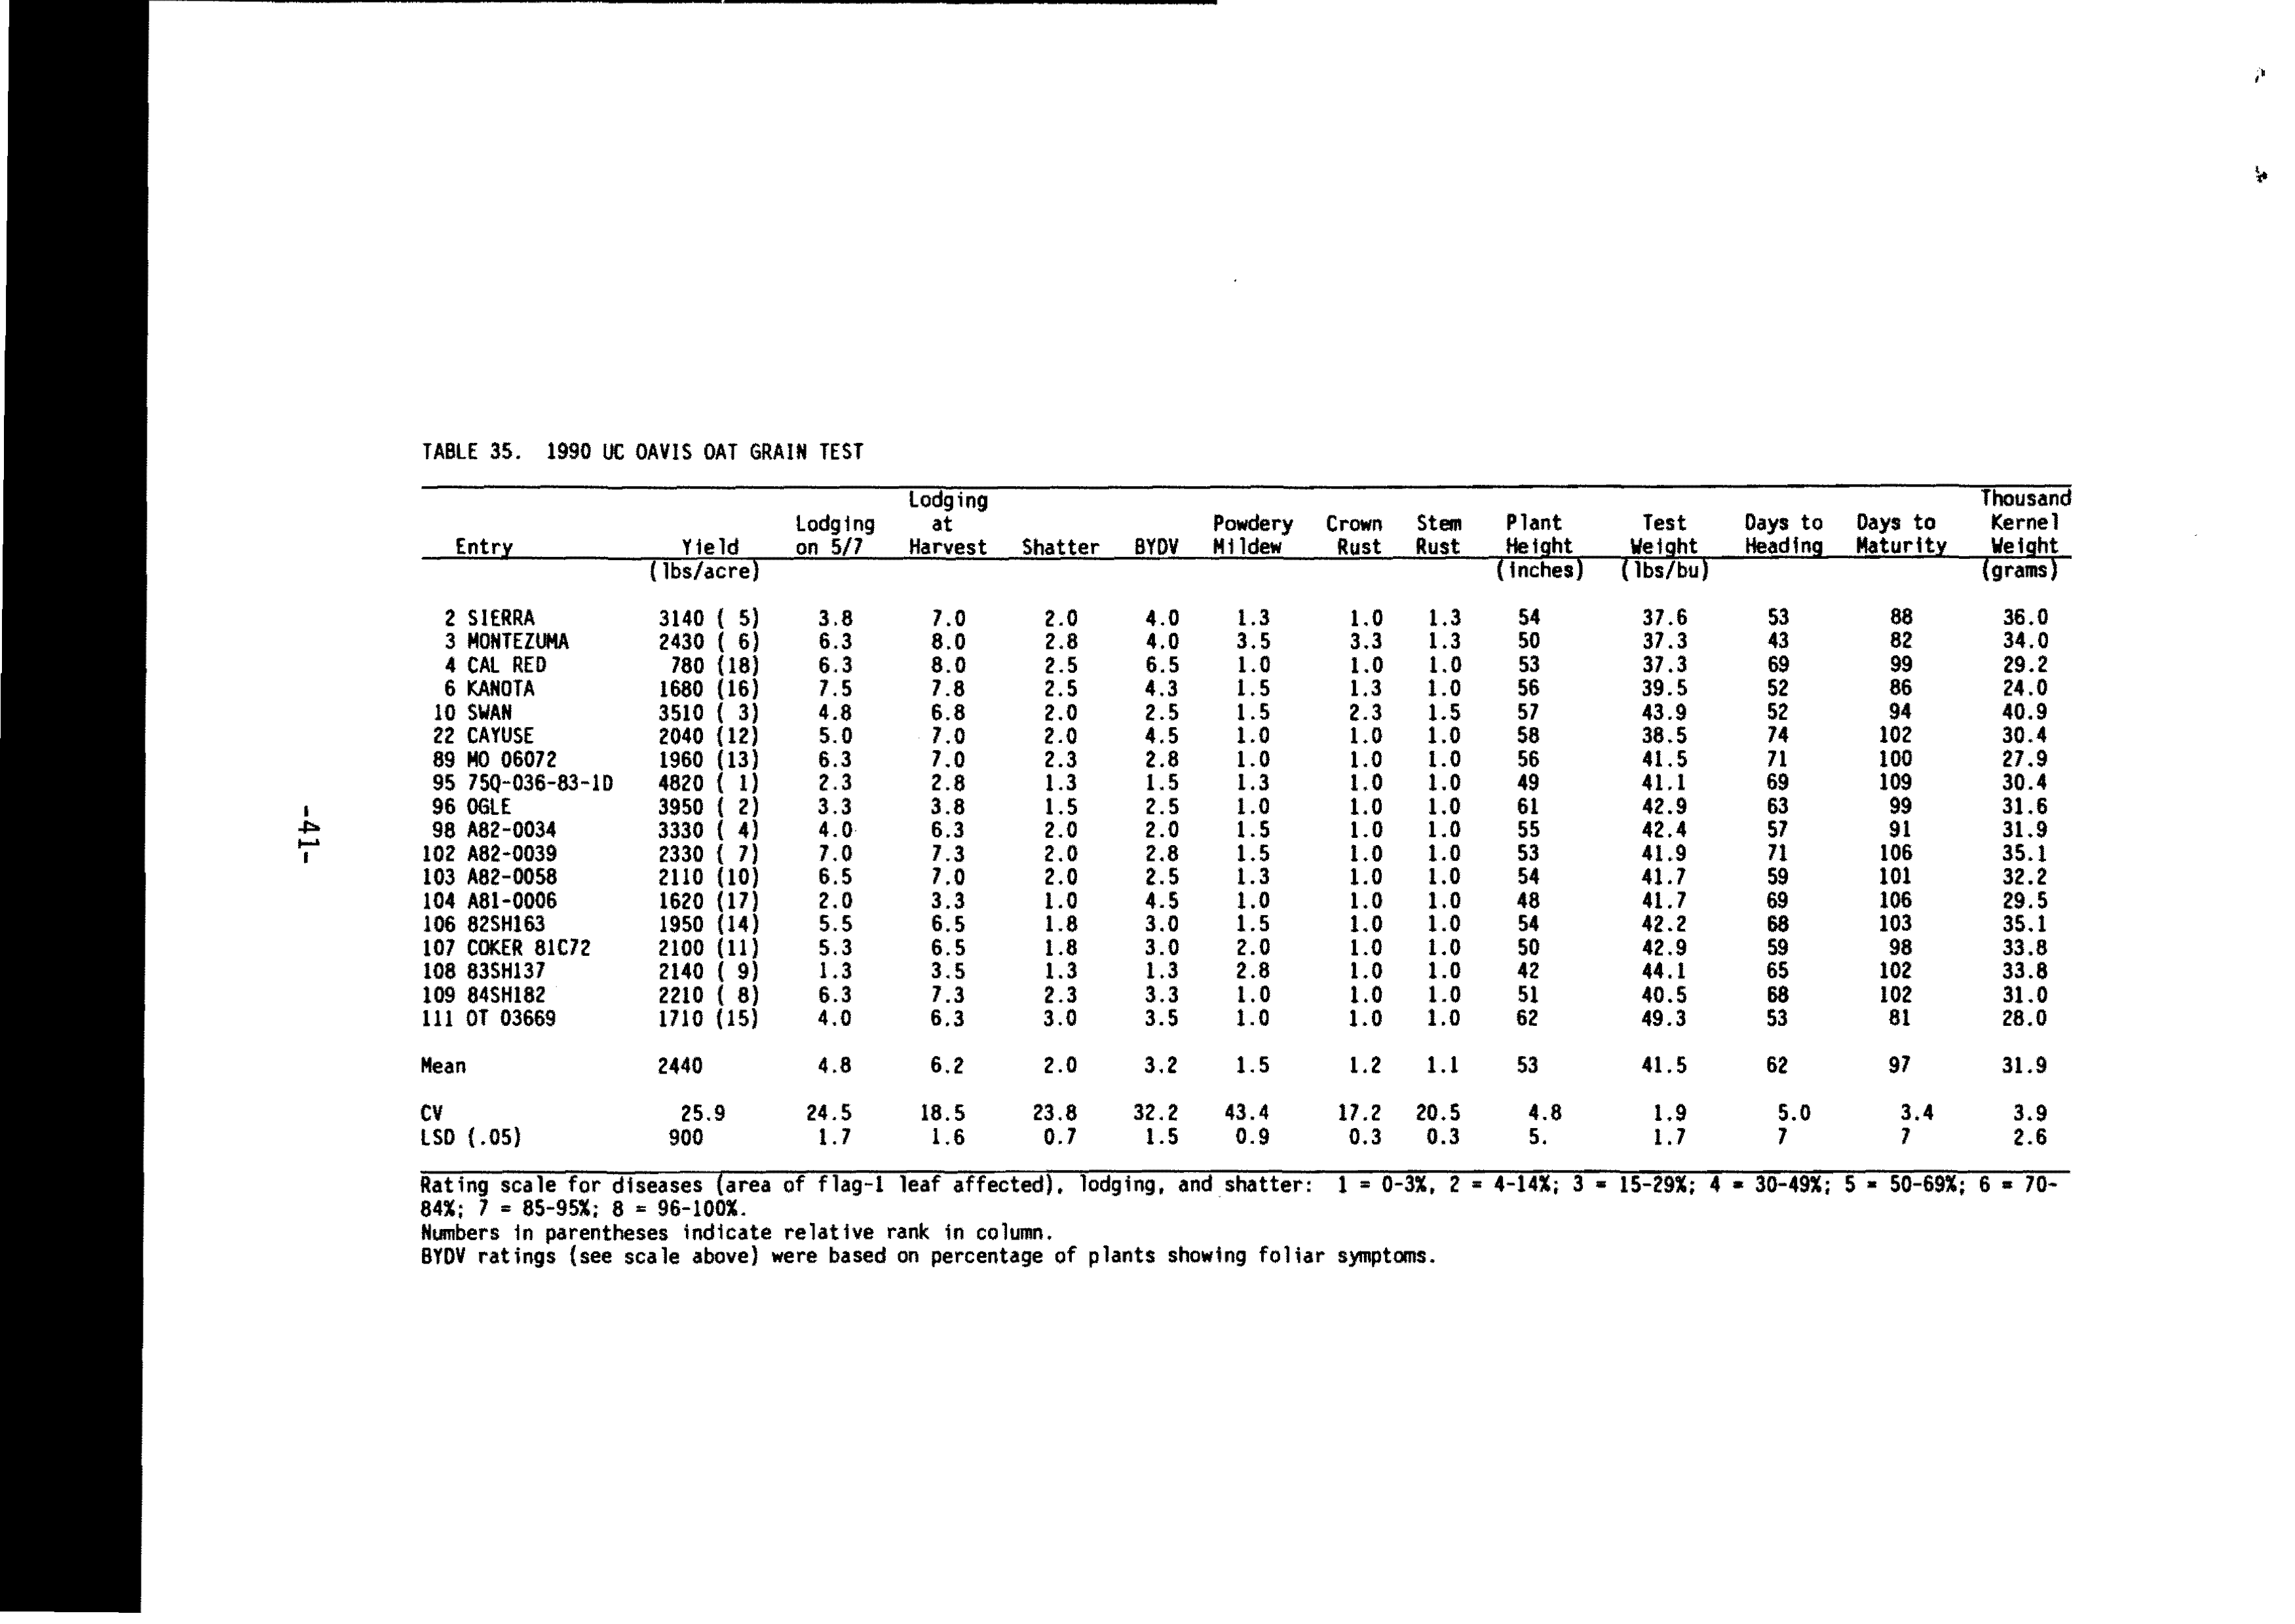 TABLE 35. 1990 UC OAVIS OAT GRAIN TEST
Lodging Thousand
Lodging at Powdery Crown Stem Plant Test Days to Days to Kernel
Entry Yield on 5/7 Harvest Shatter BYDV Mildew Rust Rust Height Weight Heading Maturity Weight
(lbs/acre) (inches) (lbs/bu) (grams)
2 SIERRA 3140 ( 5) 3.8 7.0 2.0 4.0 1.3 1.0 1.3 54 37.6 53 88 36.0
3 MONTEZUMA 2430 ( 6) 6.3 8.0 2.8 4.0 3.5 3.3 1.3 50 37.3 43 82 34.0
4 CAL RED 780 (18) 6.3 8.0 2.5 6.5 1.0 1.0 1.0 53 37.3 69 99 29.2
6 KANOTA 1680 (16) 7.5 7.8 2.5 4.3 1.5 1.3 1.0 56 39.5 52 86 24.0
10 SWAN 3510 ( 3) 4.8 6.8 2.0 2.5 1.5 2.3 1.5 57 43.9 52 94 40.9
22 CAYUSE 2040 (12) 5.0 7.0 2.0 4.5 1.0 1.0 1.0 58 38.5 74 102 30.4
89 MO 06072 1960 (13) 6.3 7.0 2.3 2.8 1.0 1.0 1.0 56 41.5 71 100 27.9
95 75Q-036-83-1D 4820 ( 1) 2.3 2.8 1.3 1.5 1.3 1.0 1.0 49 41.1 69 109 30.4
96 OGLE 3950 ( 2) 3.3 3.8 1.5 2.5 1.0 1.0 1.0 61 42.9 63 99 31.6
98 A82-0034 3330 ( 4) 4.0 6.3 2.0 2.0 1.5 1.0 1.0 55 42.4 57 91 31.9
102 A82-0039 2330 ( 7) 7.0 7.3 2.0 2.8 1.5 1.0 1.0 53 41.9 71 106 35.1
103 A82-0058 2110 (10) 6.5 7.0 2.0 2.5 1.3 1.0 1.0 54 41.7 59 101 32.2
104 A81-0006 1620 (17) 2.0 3.3 1.0 4.5 1.0 1.0 1.0 48 41.7 69 106 29.5
106 82SH163 1950 (14) 5.5 6.5 1.8 3.0 1.5 1.0 1.0 54 42.2 68 103 35.1
107 COKER 81C72 2100 (11) 5.3 6.5 1.8 3.0 2.0 1.0 1.0 50 42.9 59 98 33.8
108 83SH137 2140 ( 9) 1.3 3.5 1.3 1.3 2.8 1.0 1.0 42 44.1 65 102 33.8
109 84SH182 2210 ( 8) 6.3 7.3 2.3 3.3 1.0 1.0 1.0 51 40.5 68 102 31.0
111 OT 03669 1710 (15) 4.0 6.3 3.0 3.5 1.0 1.0 1.0 62 49.3 53 81 28.0
Mean 2440 4.8 6.2 2.0 3.2 1.5 1.2 1.1 53 41.5 62 97 31.9
CV 25.9 24.5 18.5 23.8 32.2 43.4 17.2 20.5 4.8 1.9 5.0 3.4 3.9
LSD (.05) 900 1.7 1.6 0.7 1.5 0.9 0.3 0.3 5. 1.7 7 7 2.6
Rating scale for diseases (area of flag-1 leaf affected), lodging, and shatter: 1 = 0-3%, 2 = 4-14%; 3 = 15-29%; 4 = 30-49%; 5 = 50-69%; 6 = 70-
84%; 7 = 85-95%; 8 = 96-100%.
Numbers in parentheses indicate relative rank in column.
BYDV ratings (see scale above) were based on percentage of plants showing foliar symptoms.
-41-